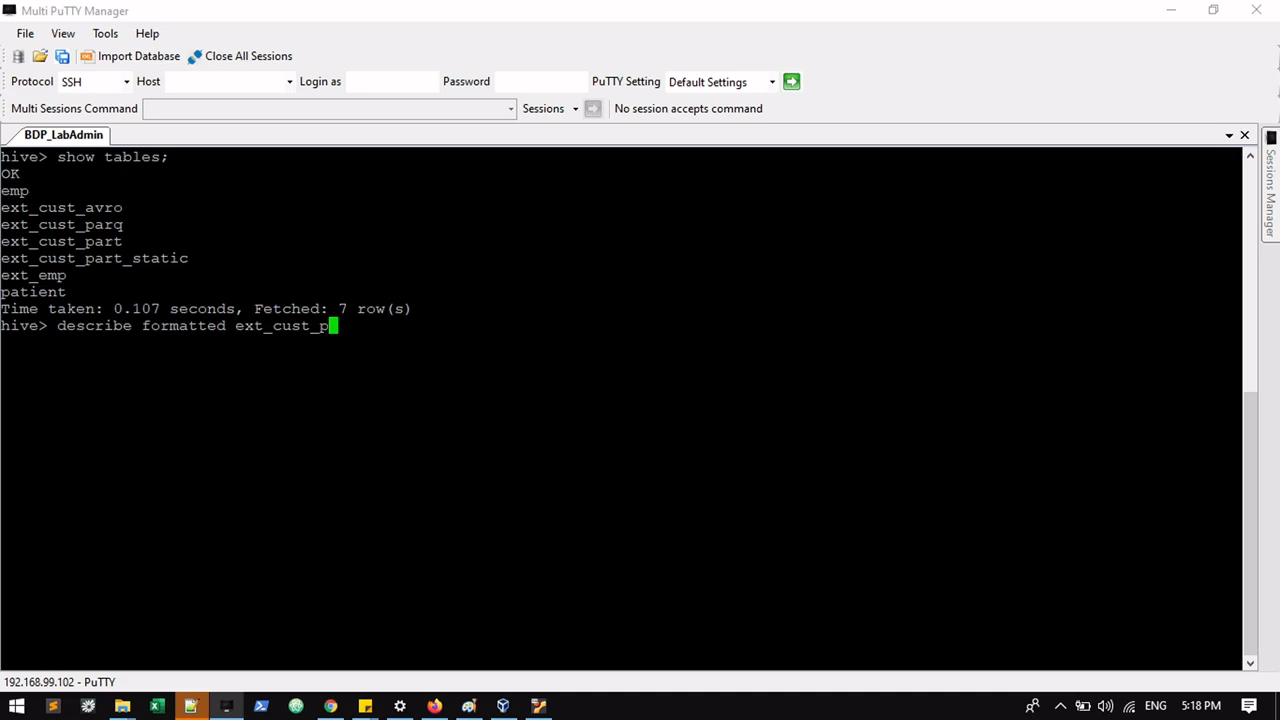 Multi PuTTY Manager
File View Tools Help
Import Database Close All Sessions
Protocol SSH Host Login as Password PuTTY Setting Default Settings
Multi Sessions Command Sessions No session accepts command
BDP_LabAdmin
hive> show tables;
OK
emp
ext_cust_avro
ext_cust_parq
ext_cust_part
ext_cust_part_static
ext_emp
patient
Time taken: 0.107 seconds, Fetched: 7 row(s)
hive> describe formatted ext_cust_p
Sessions Manager
192.168.99.102 - PuTTY
ENG 5:18 PM